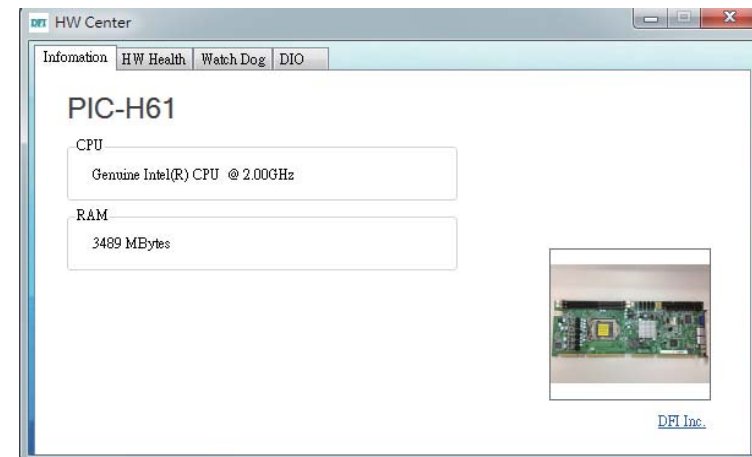 DFI HW Center
Infomation HW Health Watch Dog DIO
PIC-H61
CPU
Genuine Intel(R) CPU @ 2.00GHz
RAM
3489 MBytes
DFI Inc.